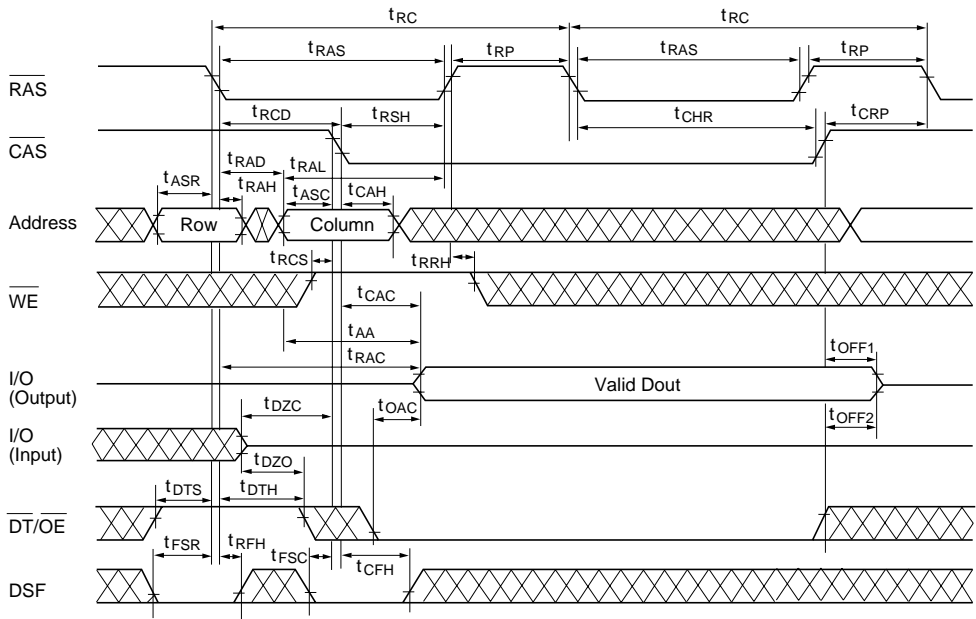 tRC tRC
tRAS tRP tRAS tRP
RAS
tRCD tRSH tCHR tCRP
CAS
tRAD tRAL
tASR tRAH tASC tCAH
Address Row Column
tRCS tRRH
WE
tCAC
tAA
tRAC tOFF1
I/O
(Output) Valid Dout
tDZC tOAC tOFF2
I/O
(Input)
tDZO
tDTS tDTH
DT/OE
tFSR tRFH tFSC tCFH
DSF